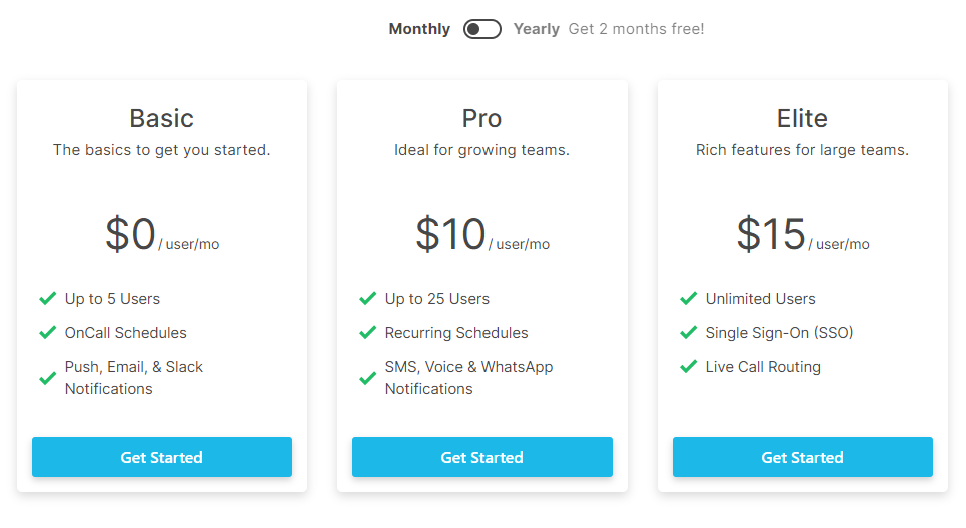 Monthly Yearly Get 2 months free!
Basic
The basics to get you started.
$0 / user/mo
Up to 5 Users
OnCall Schedules
Push, Email, & Slack
Notifications
Get Started
Pro
Ideal for growing teams.
$10 / user/mo
Up to 25 Users
Recurring Schedules
SMS, Voice & WhatsApp
Notifications
Get Started
Elite
Rich features for large teams.
$15 / user/mo
Unlimited Users
Single Sign-On (SSO)
Live Call Routing
Get Started